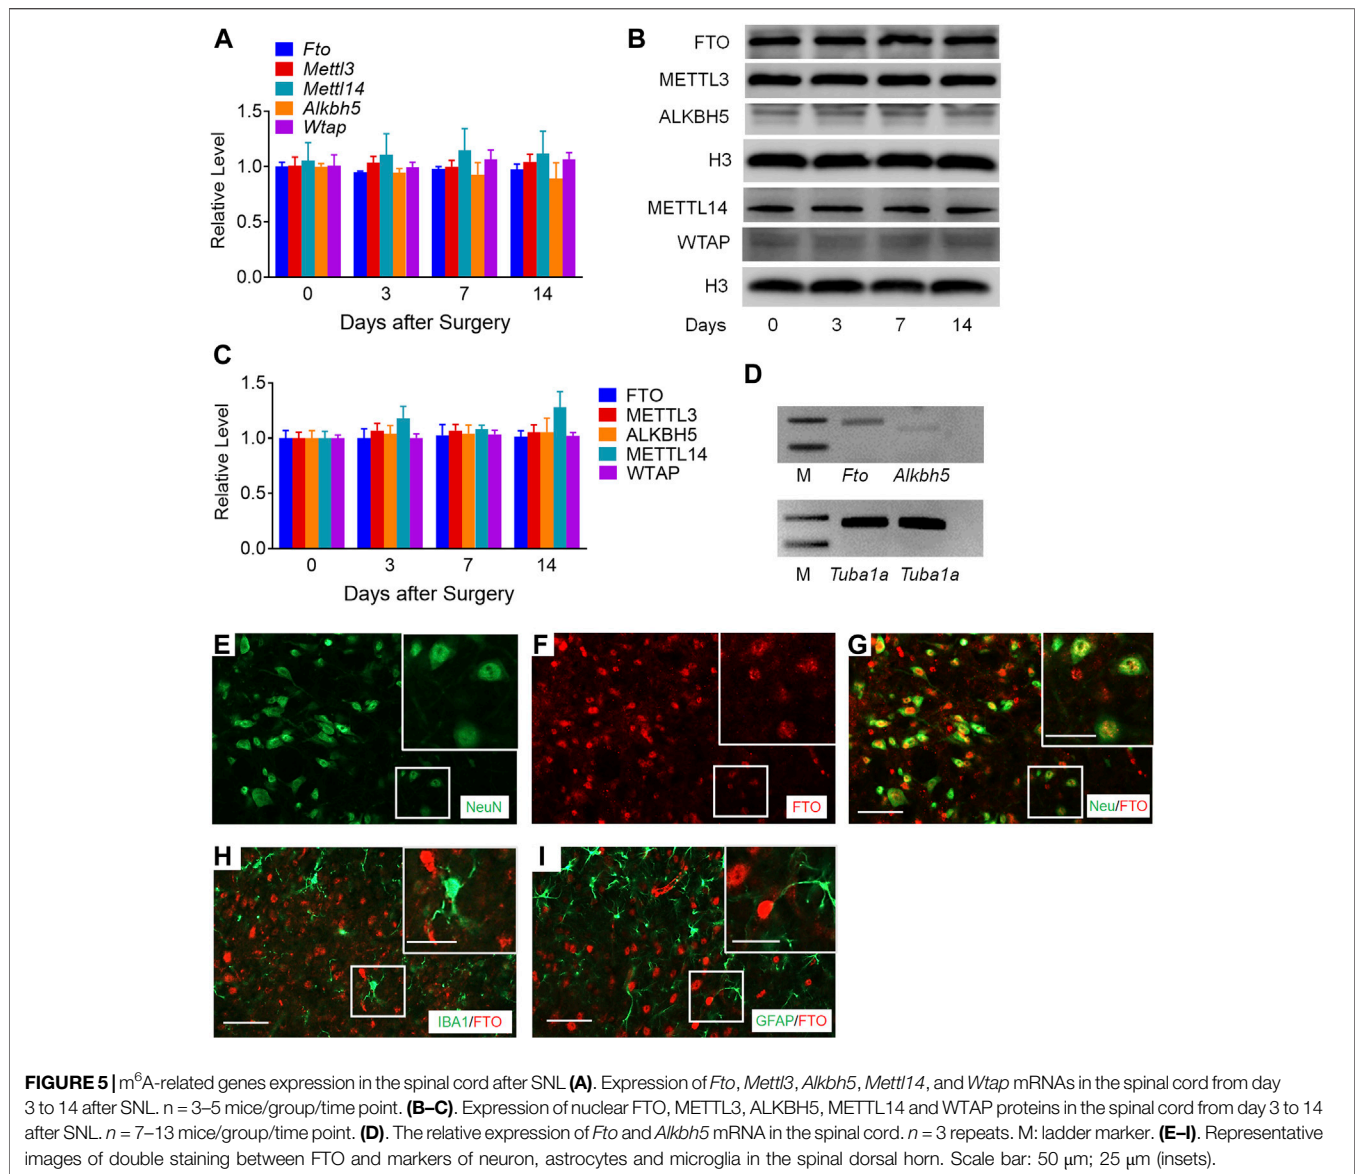 A
Fto
Mettl3
Mettl14
Alkbh5
Wtap
1.5
1.0
0.5
0.0
Relative Level
0 3 7 14
Days after Surgery
B
FTO
METTL3
ALKBH5
H3
METTL14
WTAP
H3
Days 0 3 7 14
C
1.5
1.0
0.5
0.0
Relative Level
0 3 7 14
Days after Surgery
FTO
METTL3
ALKBH5
METTL14
WTAP
D
M Fto Alkbh5
M Tuba1a Tuba1a
E
NeuN
F
FTO
G
Neu/FTO
H
IBA1/FTO
I
GFAP/FTO
FIGURE 5 | m⁶A-related genes expression in the spinal cord after SNL (A). Expression of Fto, Mettl3, Alkbh5, Mettl14, and Wtap mRNAs in the spinal cord from day
3 to 14 after SNL. n = 3–5 mice/group/time point. (B–C). Expression of nuclear FTO, METTL3, ALKBH5, METTL14 and WTAP proteins in the spinal cord from day 3 to 14
after SNL. n = 7–13 mice/group/time point. (D). The relative expression of Fto and Alkbh5 mRNA in the spinal cord. n = 3 repeats. M: ladder marker. (E–I). Representative
images of double staining between FTO and markers of neuron, astrocytes and microglia in the spinal dorsal horn. Scale bar: 50 μm; 25 μm (insets).